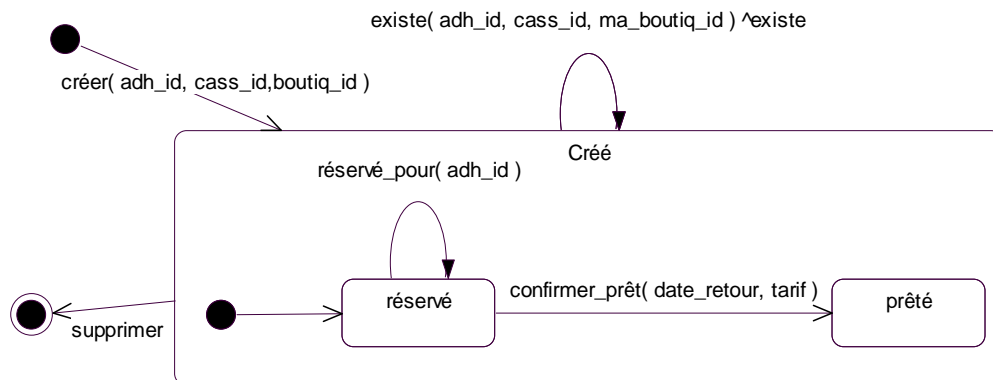 existe( adh_id, cass_id, ma_boutiq_id ) ^existe
créer( adh_id, cass_id,boutiq_id )
Créé
réservé_pour( adh_id )
réservé
confirmer_prêt( date_retour, tarif )
prêté
supprimer